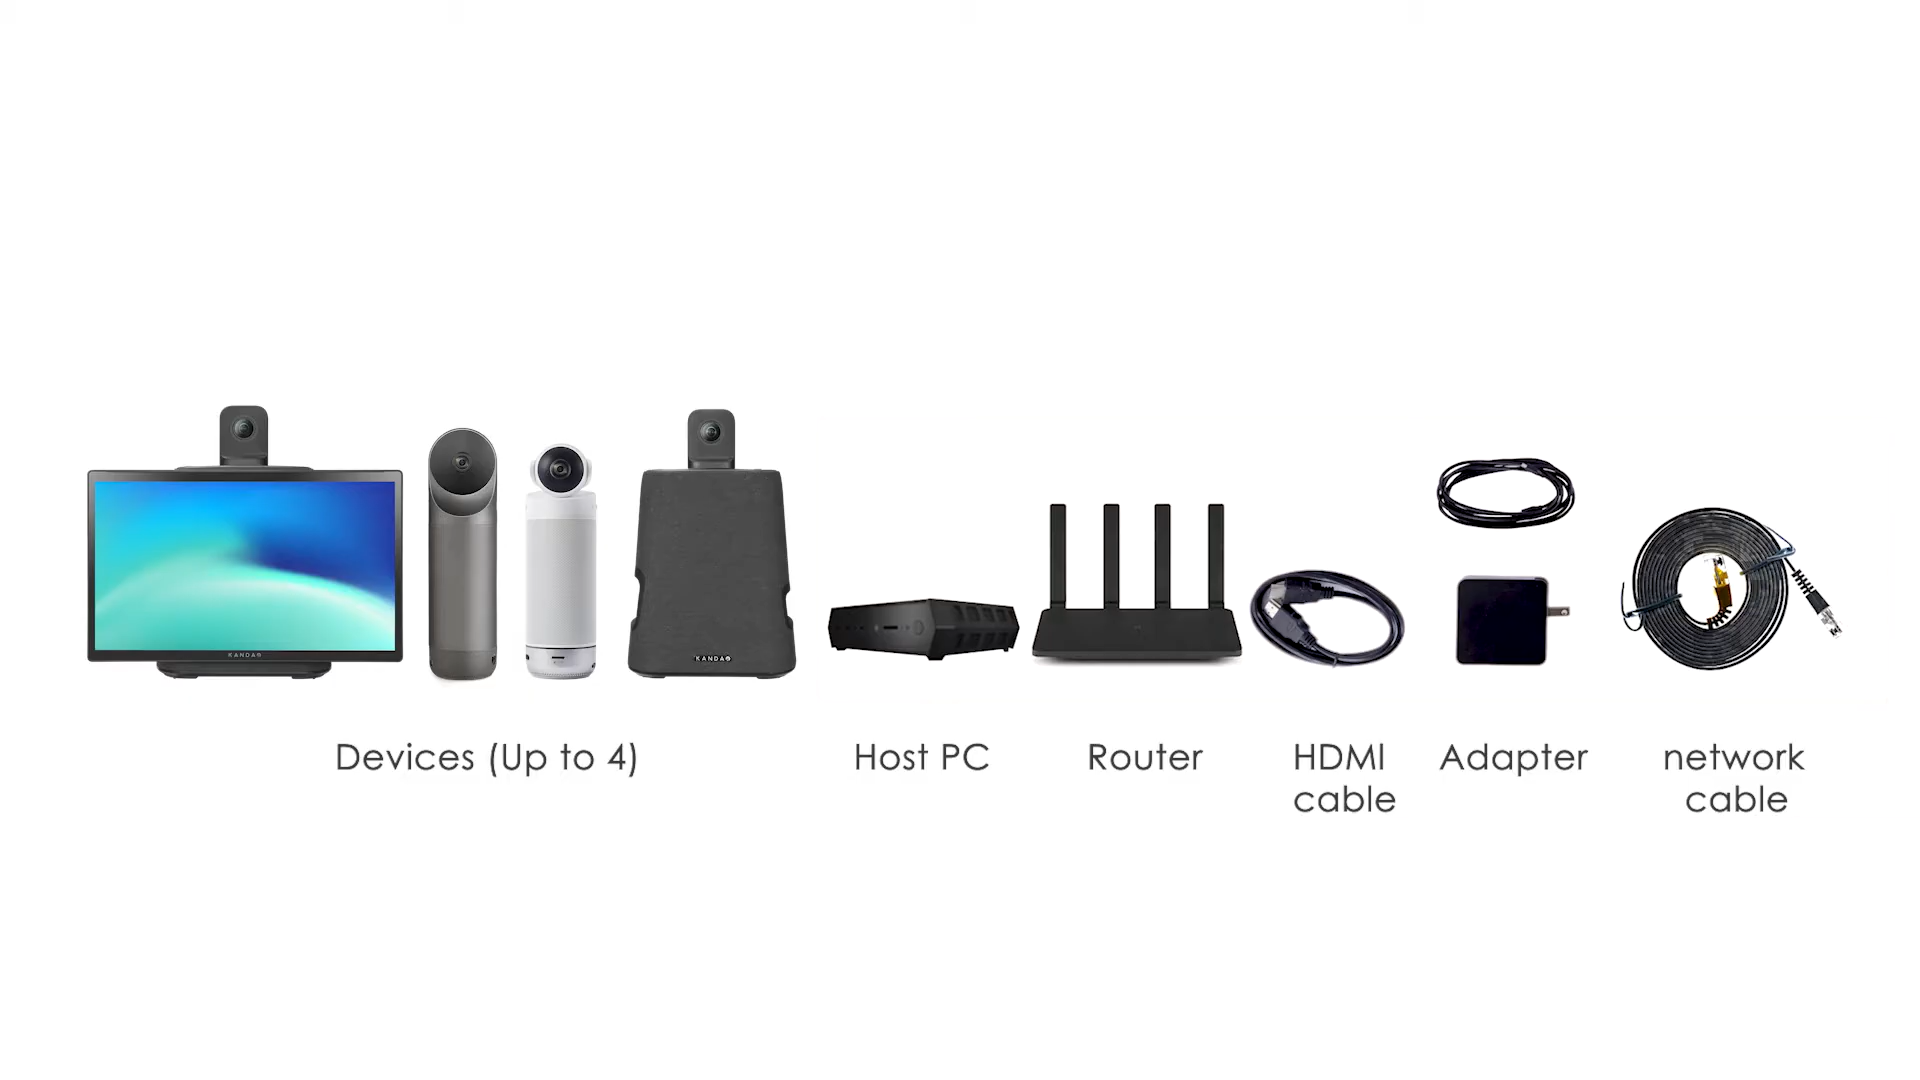 KANDAO
KANDAO
Devices (Up to 4)
Host PC
Router
HDMI
cable
Adapter
network
cable